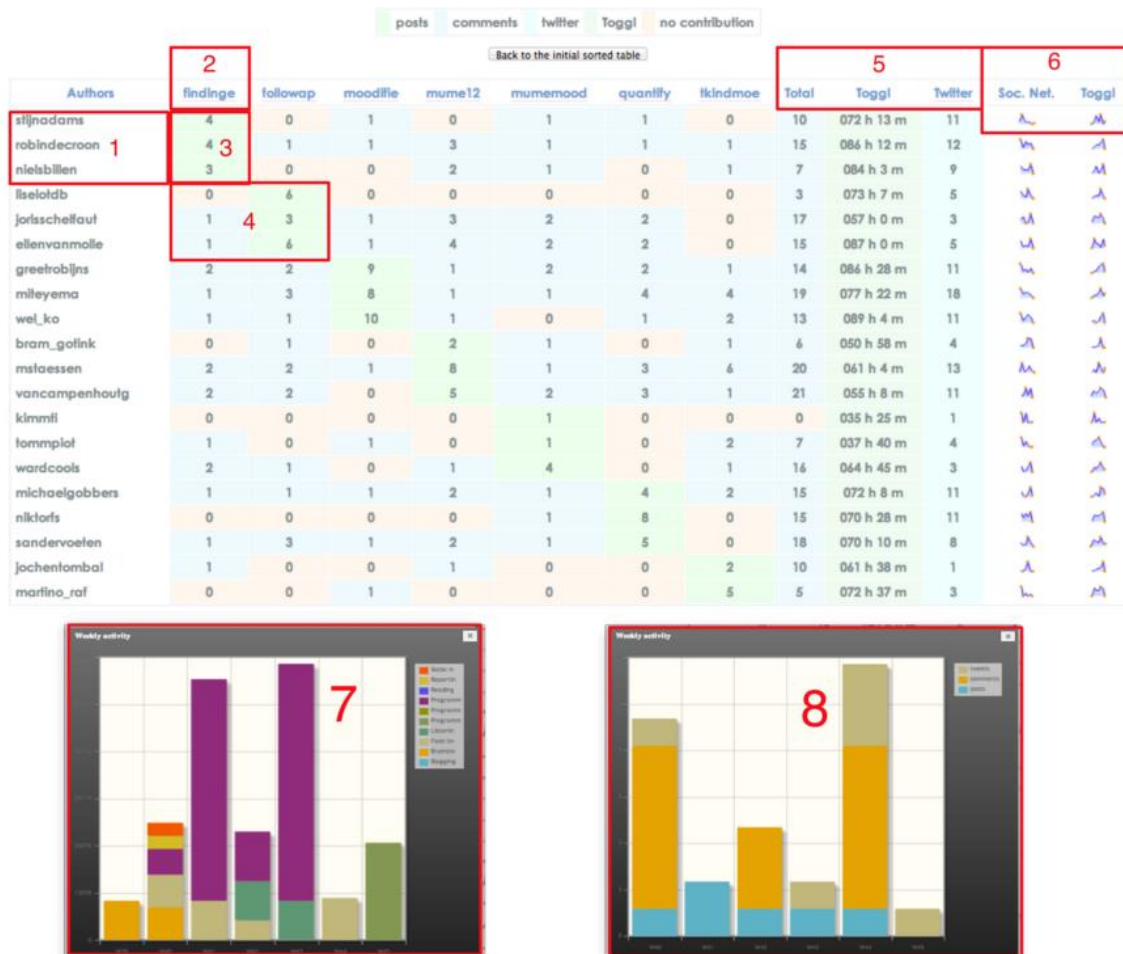 posts comments twitter Toggl no contribution
Back to the initial sorted table
2 5 6
Authors findinge followap moodifie mume12 mumemood quantify tkindmoe Total Toggl Twitter Soc. Net. Toggl
stijnadams 4 0 1 0 1 1 0 10 072 h 13 m 11
robindecroon 4 1 1 3 1 1 1 15 086 h 12 m 12
1 3
nielsbillen 3 0 0 2 1 0 1 7 084 h 3 m 9
liselotdb 0 6 0 0 0 0 0 3 073 h 7 m 5
jorisschelfaut 1 3 1 3 2 2 0 17 057 h 0 m 3
4
ellenvanmolle 1 6 1 4 2 2 0 15 087 h 0 m 5
greetrobijns 2 2 9 1 2 2 1 14 086 h 28 m 11
miteyema 1 3 8 1 1 4 4 19 077 h 22 m 18
wel_ko 1 1 10 1 0 1 2 13 089 h 4 m 11
bram_gotink 0 1 0 2 1 0 1 6 050 h 58 m 4
mstaessen 2 2 1 8 1 3 6 20 061 h 4 m 13
vancampenhoutg 2 2 0 5 2 3 1 21 055 h 8 m 11
kimmti 0 0 0 0 1 0 0 0 035 h 25 m 1
tommplot 1 0 1 0 1 0 2 7 037 h 40 m 4
wardcools 2 1 0 1 4 0 1 16 064 h 45 m 3
michaelgobbers 1 1 1 2 1 4 2 15 072 h 8 m 11
niktorfs 0 0 0 0 1 8 0 15 070 h 28 m 11
sandervoeten 1 3 1 2 1 5 0 18 070 h 10 m 8
jochentombal 1 0 0 1 0 0 2 10 061 h 38 m 1
martino_raf 0 0 1 0 0 0 5 5 072 h 37 m 3
Weekly activity
7
Reportin
Reading
Programm
Programm
Programm
Weekly activity
8
tweets
comments
posts